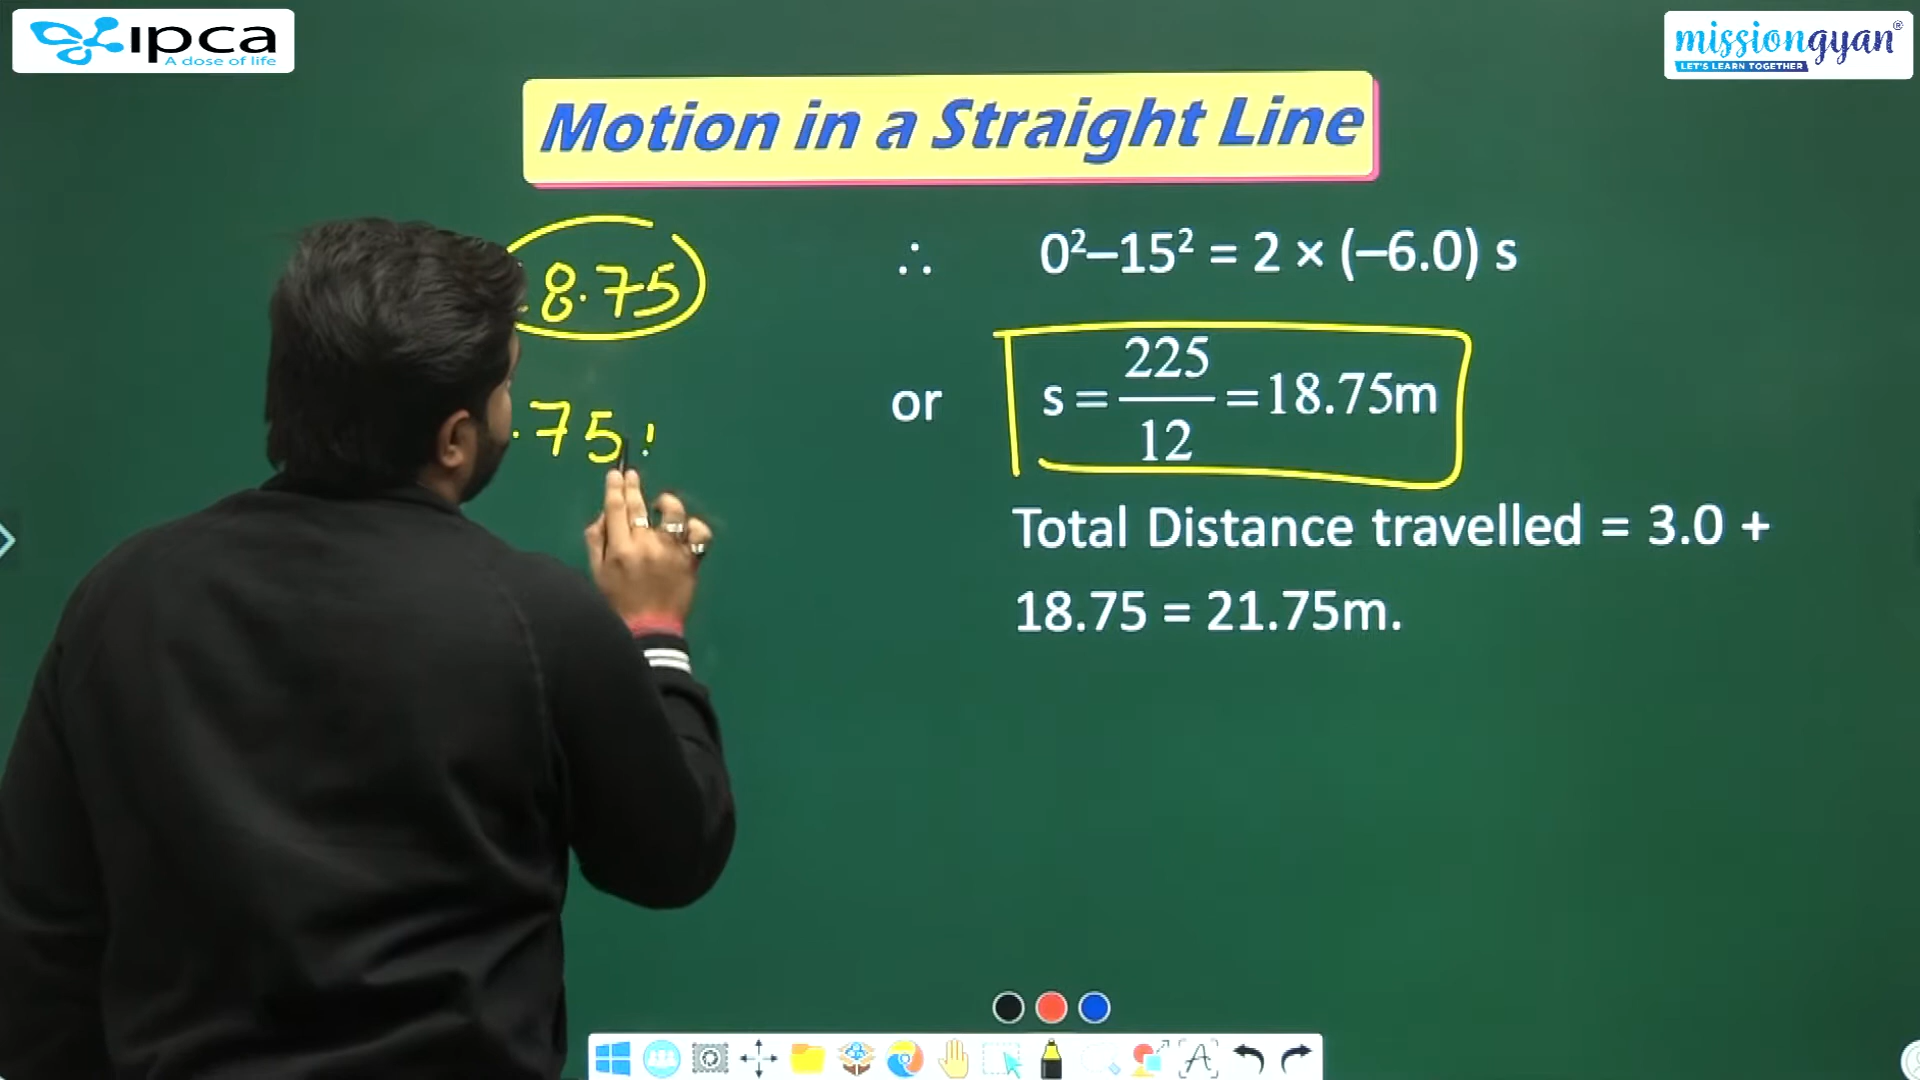 ipca
A dose of life
missiongyan®
LET'S LEARN TOGETHER
Motion in a Straight Line
8.75
.75
∴ 0²–15² = 2 × (–6.0) s
or s = 225/12 = 18.75m
Total Distance travelled = 3.0 +
18.75 = 21.75m.